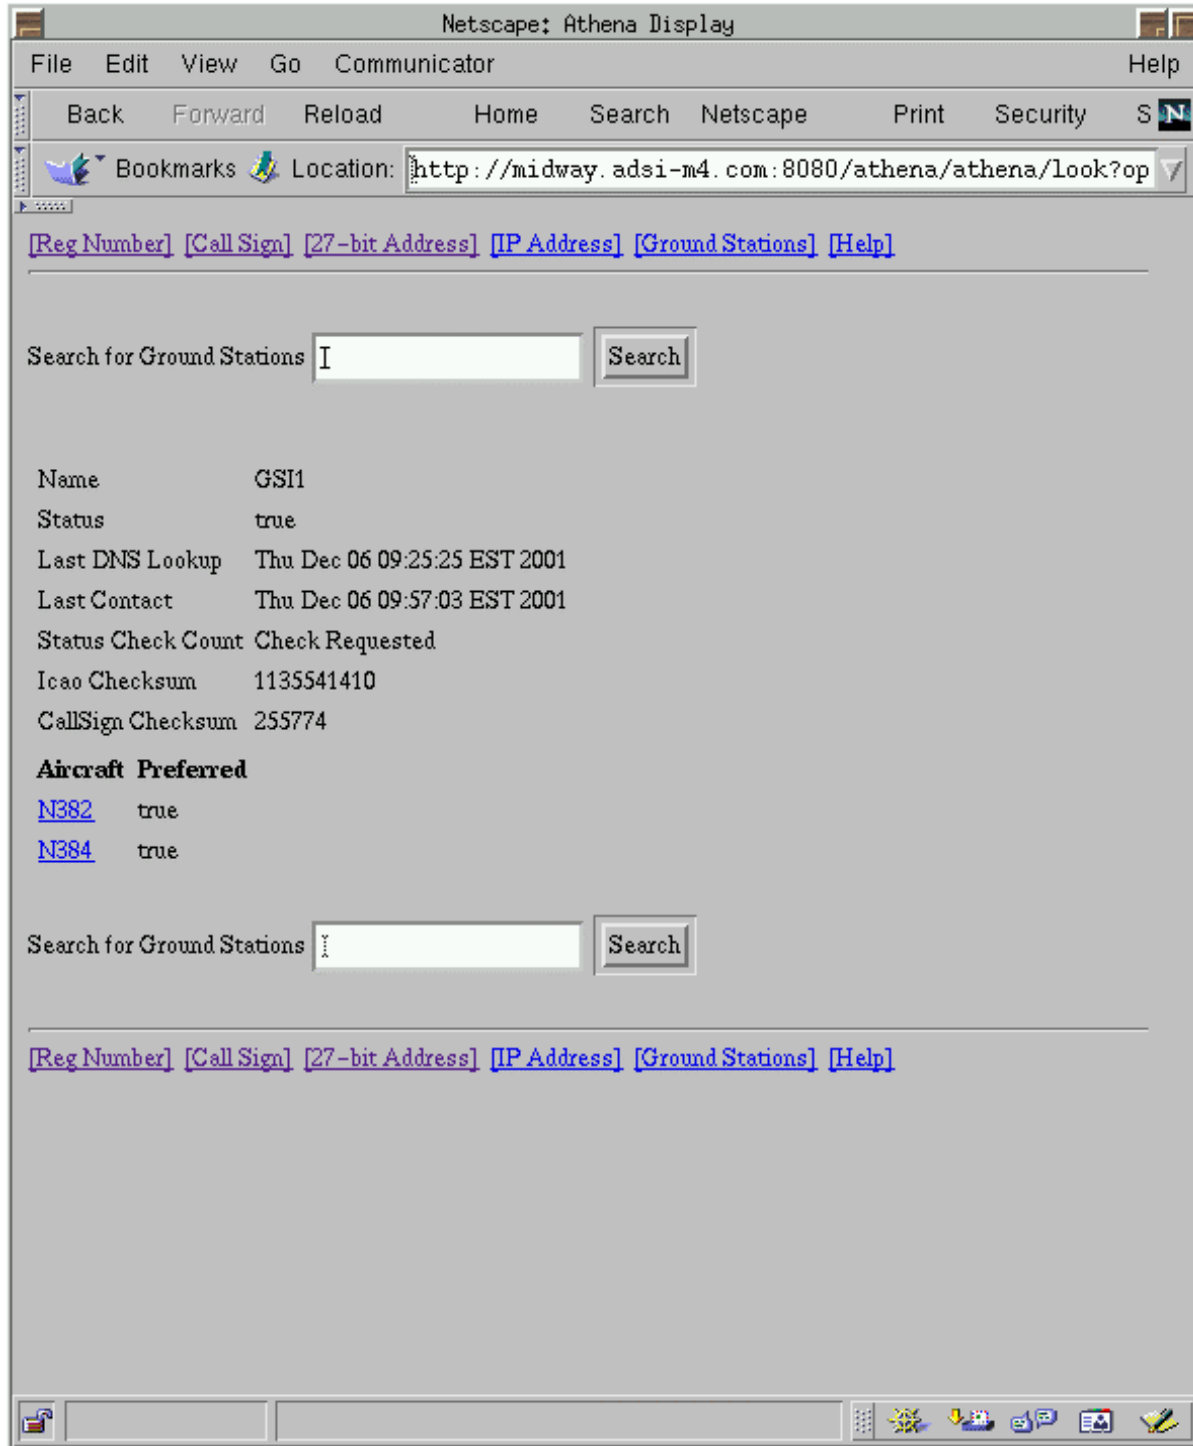 Netscape: Athena Display
File Edit View Go Communicator Help
Back Forward Reload Home Search Netscape Print Security S N
Bookmarks Location: http://midway.adsi-m4.com:8080/athena/athena/look?op
[Reg Number] [Call Sign] [27-bit Address] [IP Address] [Ground Stations] [Help]
Search for Ground Stations Search
Name GSI1
Status true
Last DNS Lookup Thu Dec 06 09:25:25 EST 2001
Last Contact Thu Dec 06 09:57:03 EST 2001
Status Check Count Check Requested
Icao Checksum 1135541410
CallSign Checksum 255774
Aircraft Preferred
N382 true
N384 true
Search for Ground Stations Search
[Reg Number] [Call Sign] [27-bit Address] [IP Address] [Ground Stations] [Help]